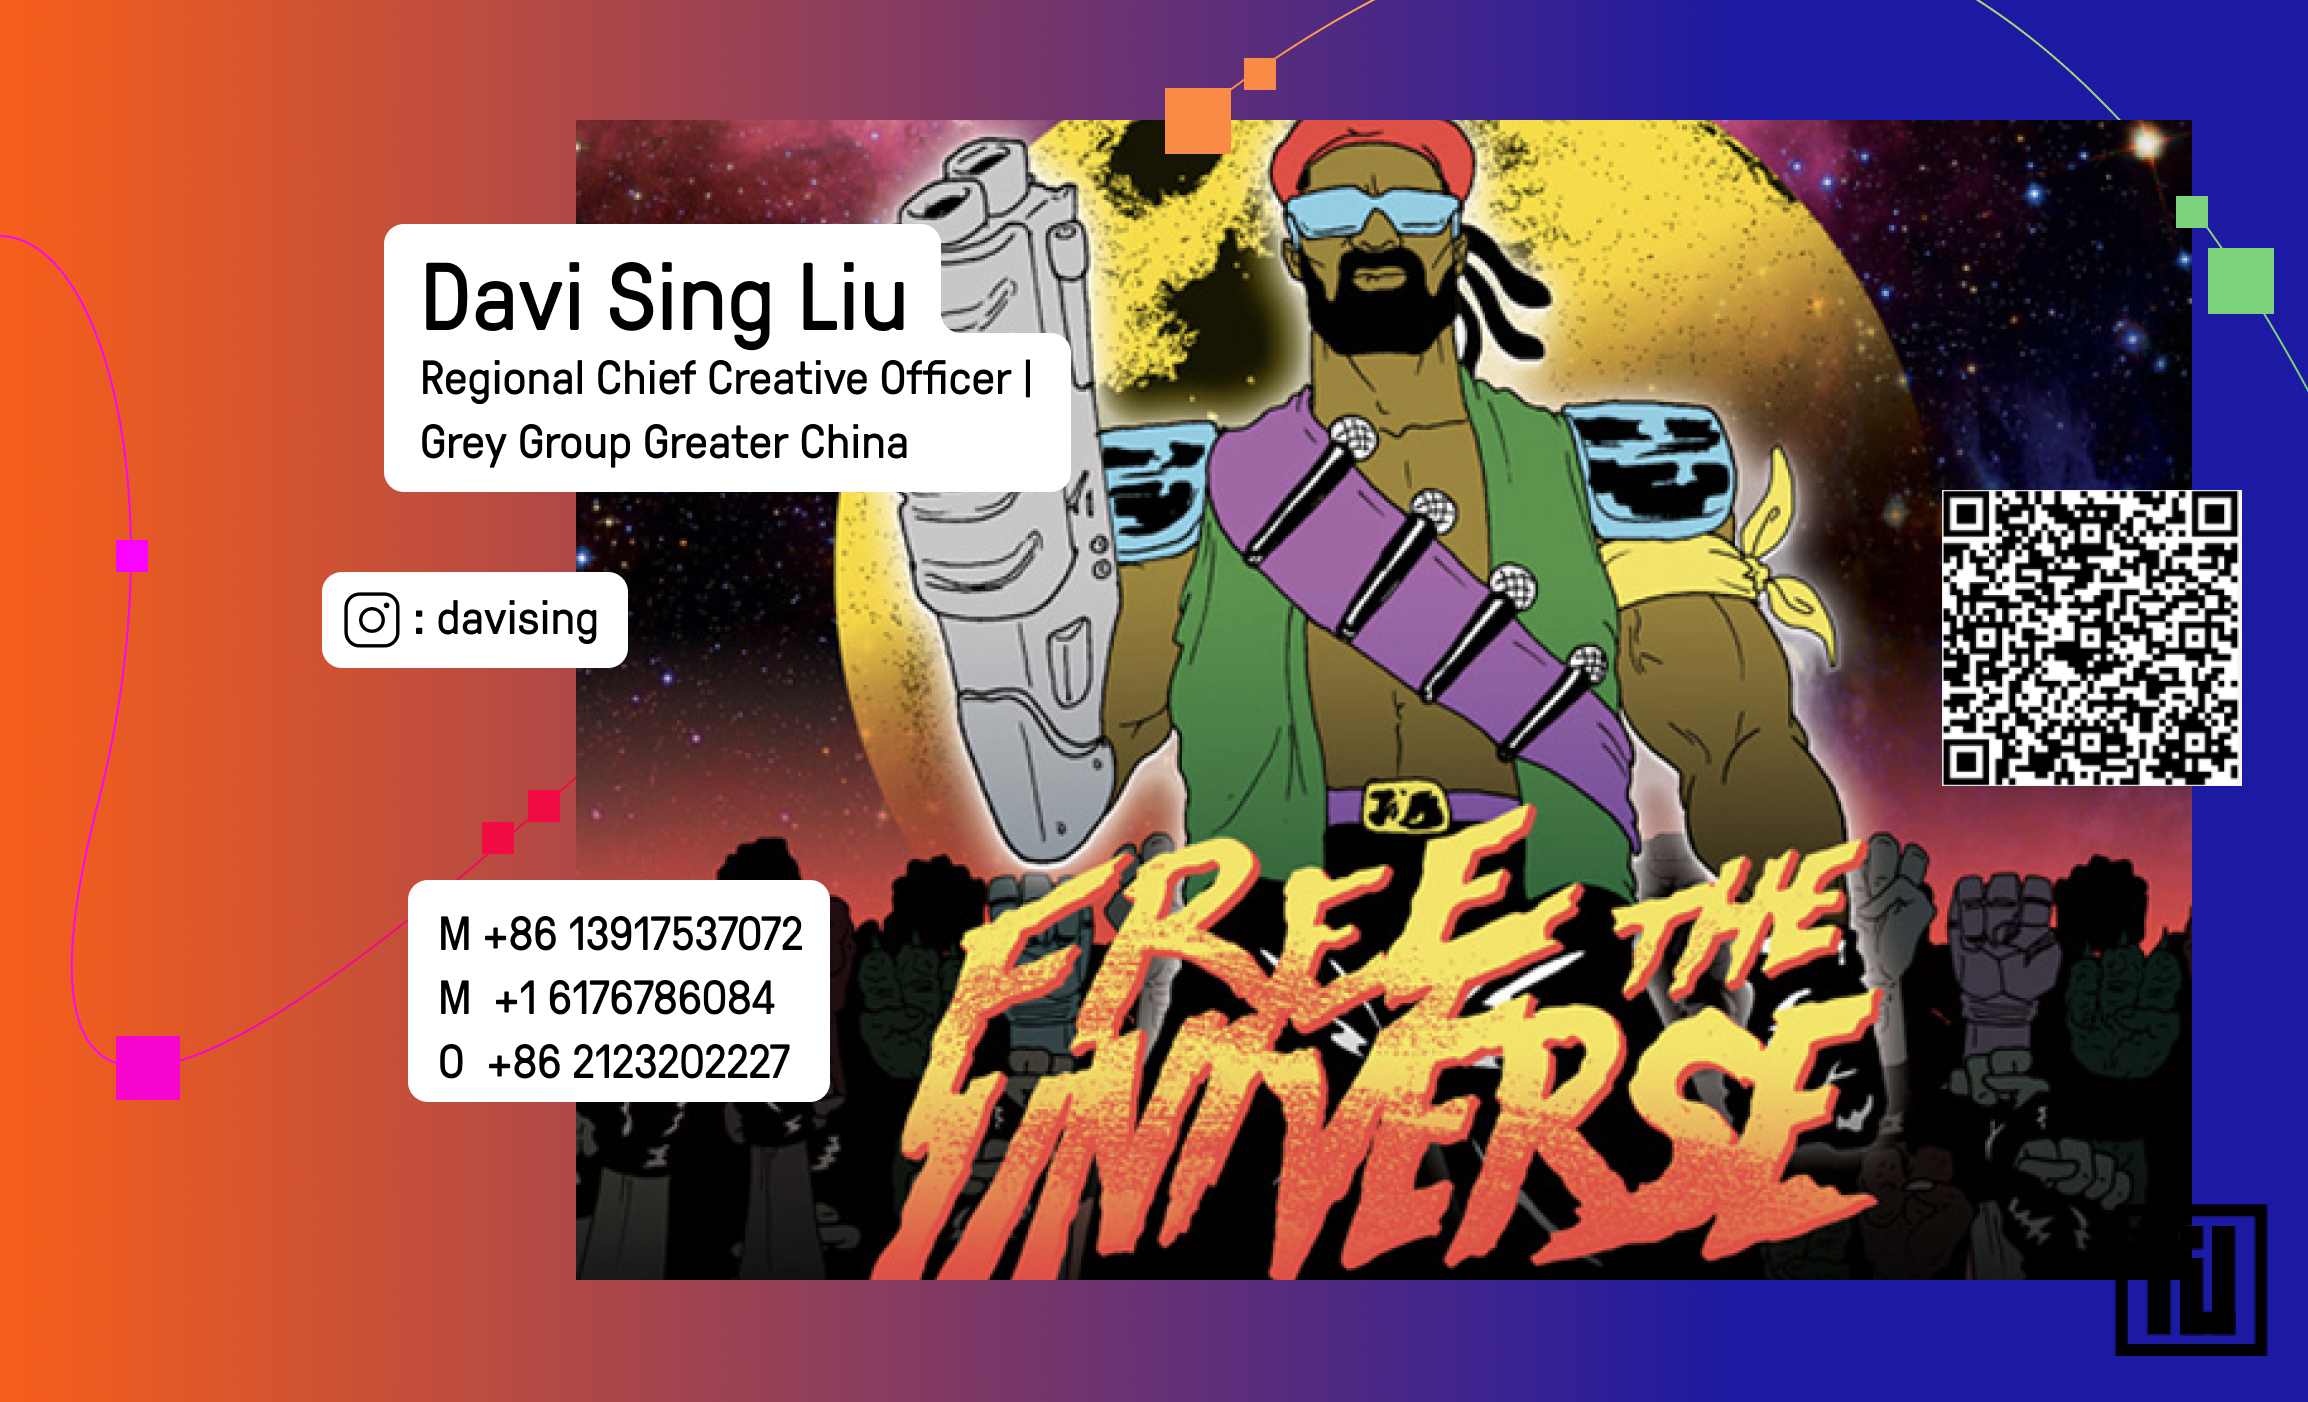 Davi Sing Liu
Regional Chief Creative Officer |
Grey Group Greater China
: davising
M +86 13917537072
M +1 6176786084
O +86 2123202227
FREE THE
UNIVERSE